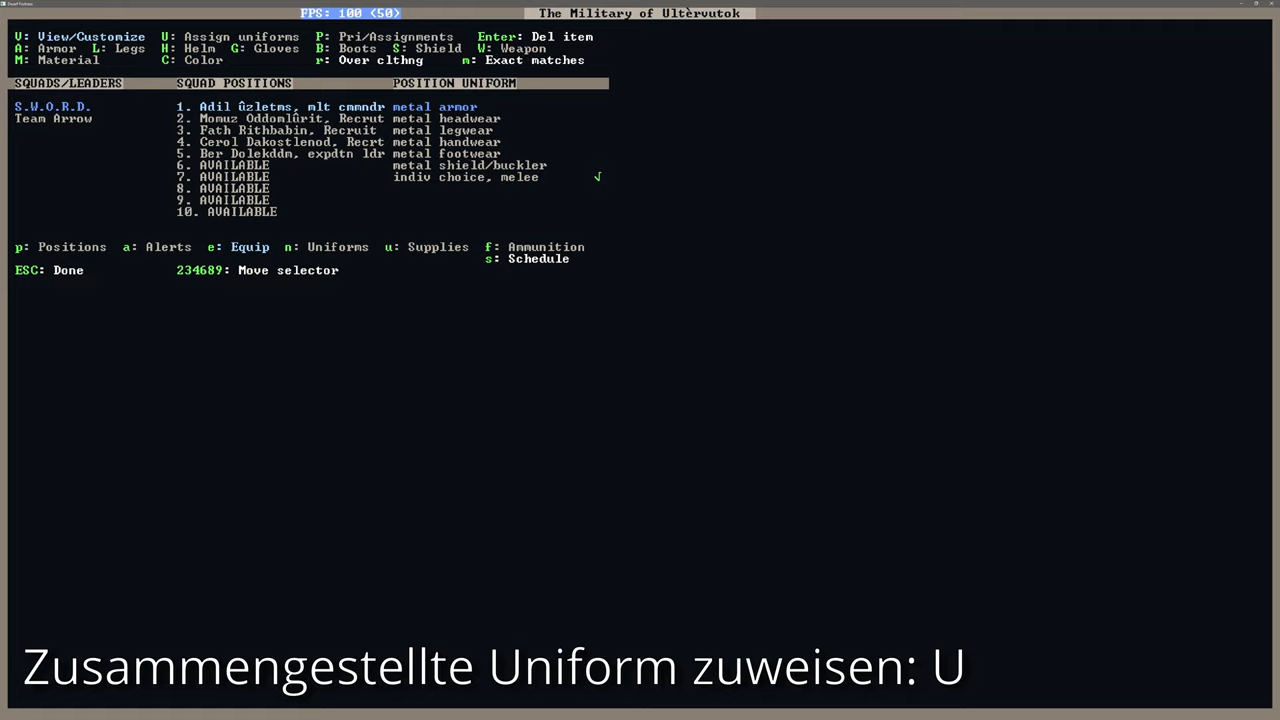 Dwarf Fortress
FPS: 100 (50) The Military of Ultèrvutok
V: View/Customize U: Assign uniforms P: Pri/Assignments Enter: Del item
A: Armor L: Legs H: Helm G: Gloves B: Boots S: Shield W: Weapon
M: Material C: Color r: Over clthng m: Exact matches
SQUADS/LEADERS SQUAD POSITIONS POSITION UNIFORM
S.W.O.R.D. 1. Adil ûzletms, mlt cmmndr metal armor
Team Arrow 2. Momuz Oddomlûrit, Recrut metal headwear
3. Fath Rithbabin, Recruit metal legwear
4. Cerol Dakostlenod, Recrt metal handwear
5. Ber Dolekddm, expdtn ldr metal footwear
6. AVAILABLE metal shield/buckler
7. AVAILABLE indiv choice, melee √
8. AVAILABLE
9. AVAILABLE
10. AVAILABLE
p: Positions a: Alerts e: Equip n: Uniforms u: Supplies f: Ammunition
s: Schedule
ESC: Done 234689: Move selector
Zusammengestellte Uniform zuweisen: U